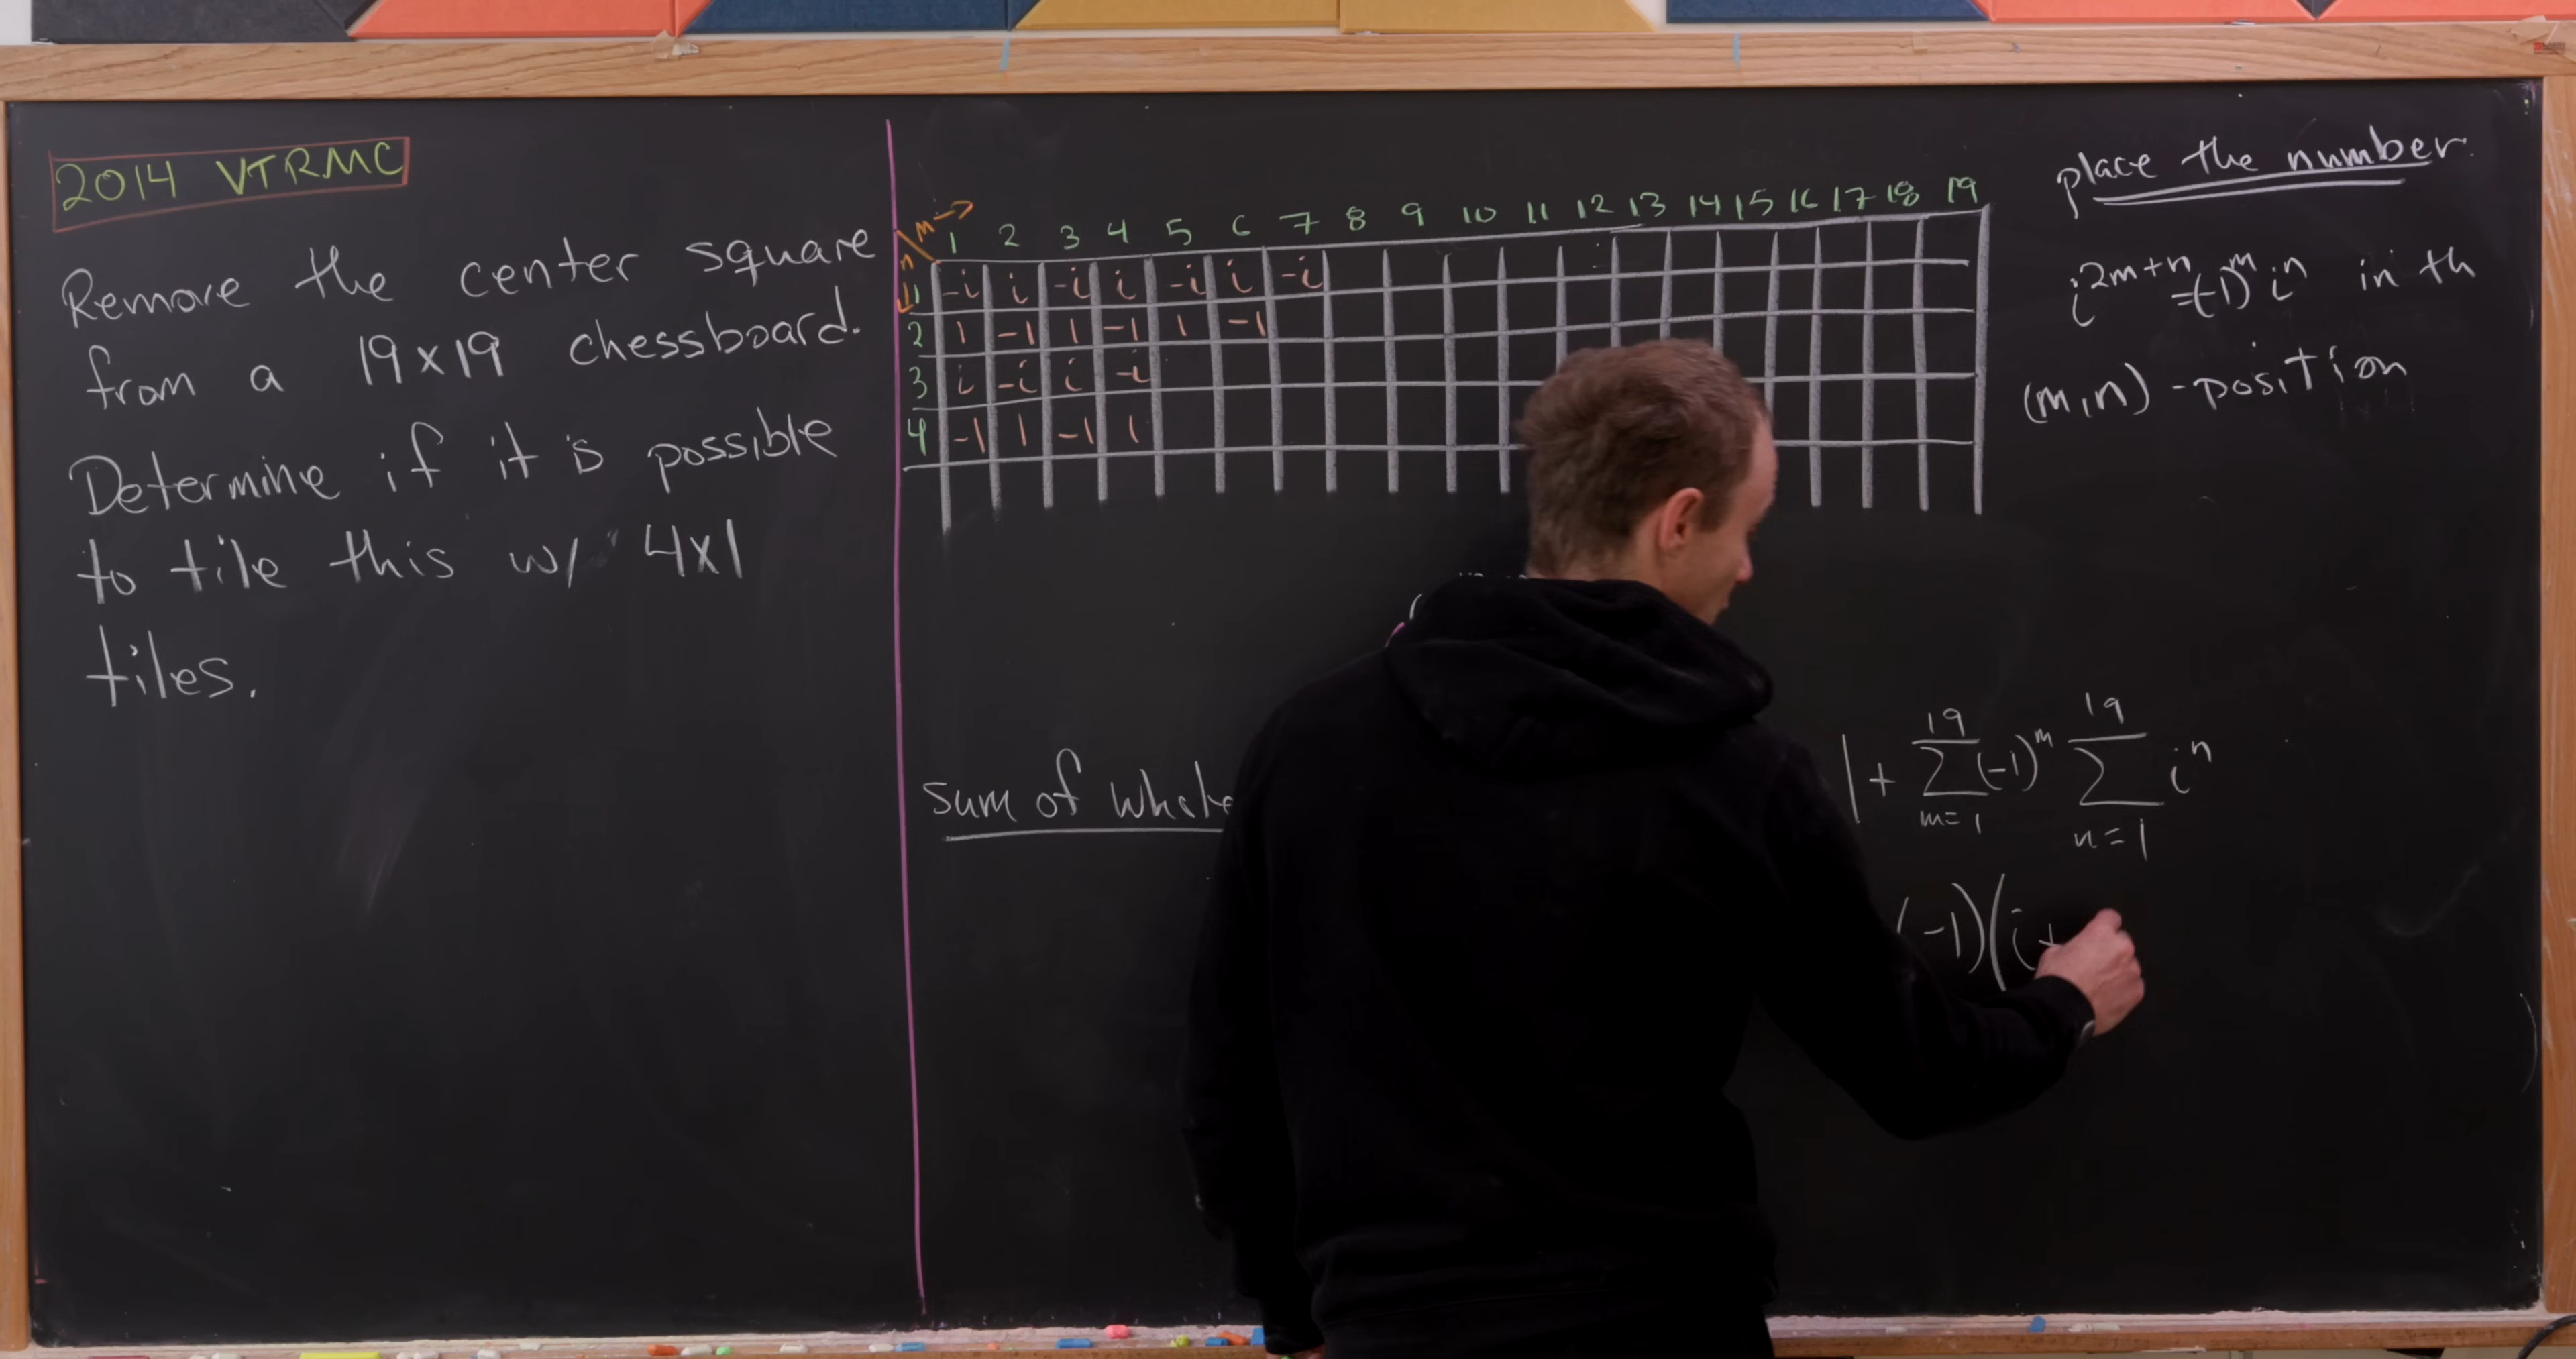 2014 VTRMC
Remove the center square
from a 19x19 chessboard.
Determine if it is possible
to tile this w/ 4x1
tiles.
m→
n↓
1 2 3 4 5 6 7 8 9 10 11 12 13 14 15 16 17 18 19
1 -i i -i i -i i -i
2 1 -1 1 -1 1 -1
3 i -i i -i
4 -1 1 -1 1
place the number
i^{2m+n} = (-1)^m i^n in th
(m,n)-position
sum of whole
1 + \sum_{m=1}^{19} (-1)^m \sum_{n=1}^{19} i^n
(-1)(i+